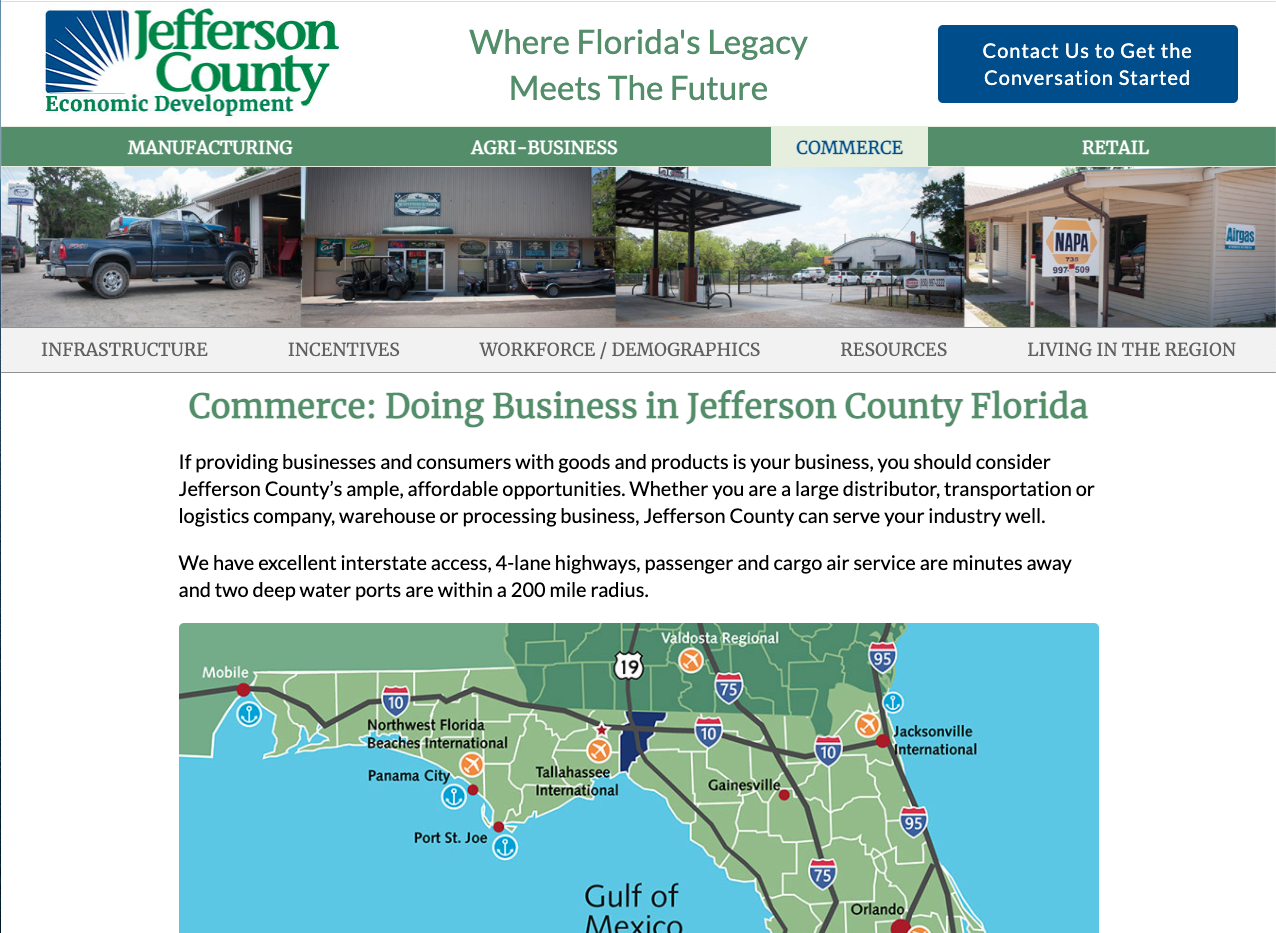 Jefferson
County
Economic Development
Where Florida's Legacy
Meets The Future
Contact Us to Get the
Conversation Started
MANUFACTURING
AGRI-BUSINESS
COMMERCE
RETAIL
NAPA
997 509
Airgas
INFRASTRUCTURE
INCENTIVES
WORKFORCE / DEMOGRAPHICS
RESOURCES
LIVING IN THE REGION
Commerce: Doing Business in Jefferson County Florida
If providing businesses and consumers with goods and products is your business, you should consider
Jefferson County’s ample, affordable opportunities. Whether you are a large distributor, transportation or
logistics company, warehouse or processing business, Jefferson County can serve your industry well.
We have excellent interstate access, 4-lane highways, passenger and cargo air service are minutes away
and two deep water ports are within a 200 mile radius.
Valdosta Regional
19
95
Mobile
75
10
Northwest Florida
Beaches International
10
10
Jacksonville
International
Panama City
Tallahassee
International
Gainesville
Port St. Joe
95
75
Gulf of
Mexico
Orlando